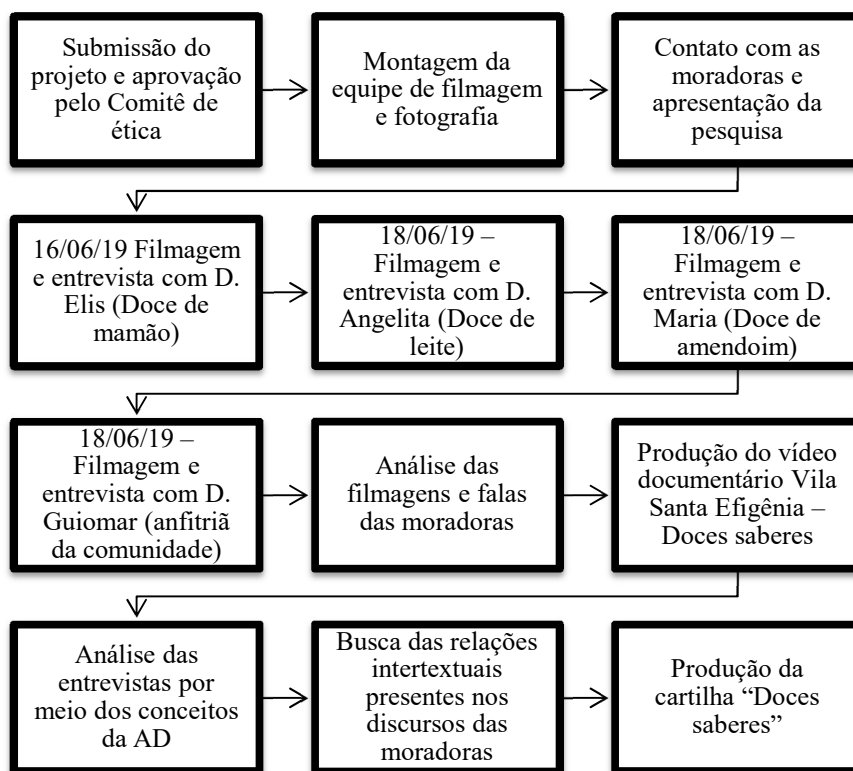 Submissão do
projeto e aprovação
pelo Comitê de
ética
Montagem da
equipe de filmagem
e fotografia
Contato com as
moradoras e
apresentação da
pesquisa
16/06/19 Filmagem
e entrevista com D.
Elis (Doce de
mamão)
18/06/19 –
Filmagem e
entrevista com D.
Angelita (Doce de
leite)
18/06/19 –
Filmagem e
entrevista com D.
Maria (Doce de
amendoim)
18/06/19 –
Filmagem e
entrevista com D.
Guiomar (anfitriã
da comunidade)
Análise das
filmagens e falas
das moradoras
Produção do vídeo
documentário Vila
Santa Efigênia –
Doces saberes
Análise das
entrevistas por
meio dos conceitos
da AD
Busca das relações
intertextuais
presentes nos
discursos das
moradoras
Produção da
cartilha “Doces
saberes”